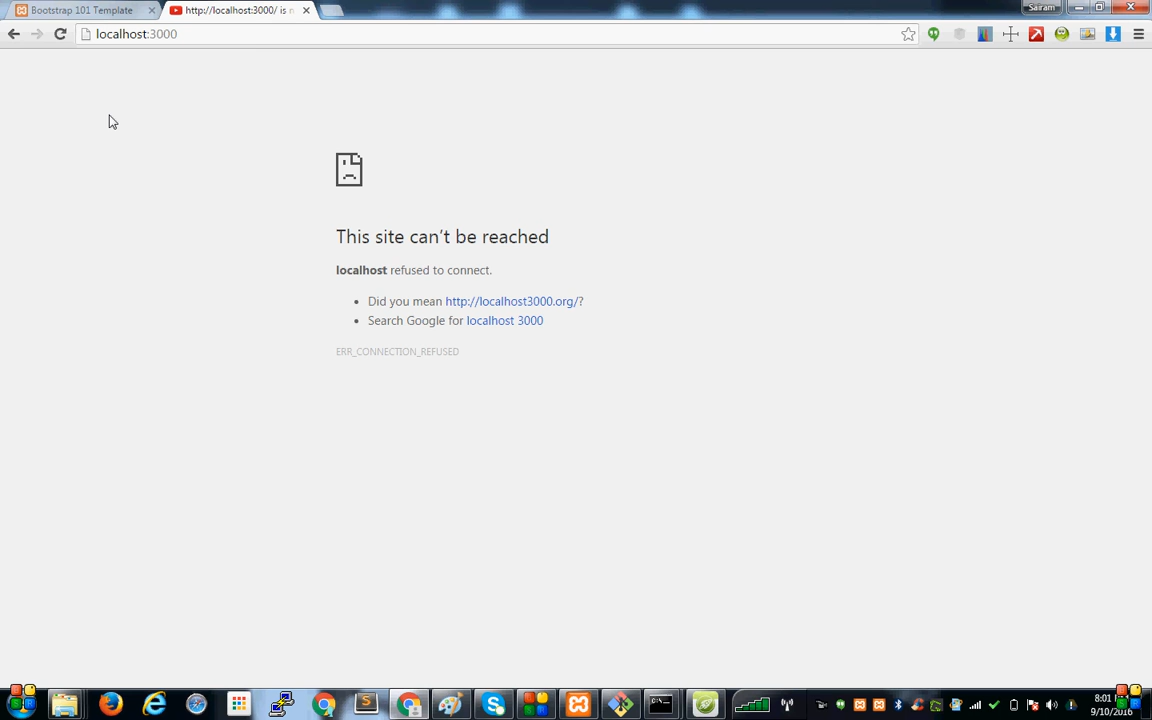 Bootstrap 101 Template
http://localhost:3000/ is n
Sairam
localhost:3000
This site can't be reached
localhost refused to connect.
• Did you mean http://localhost3000.org/?
• Search Google for localhost 3000
ERR_CONNECTION_REFUSED
8:01
9/10/2016